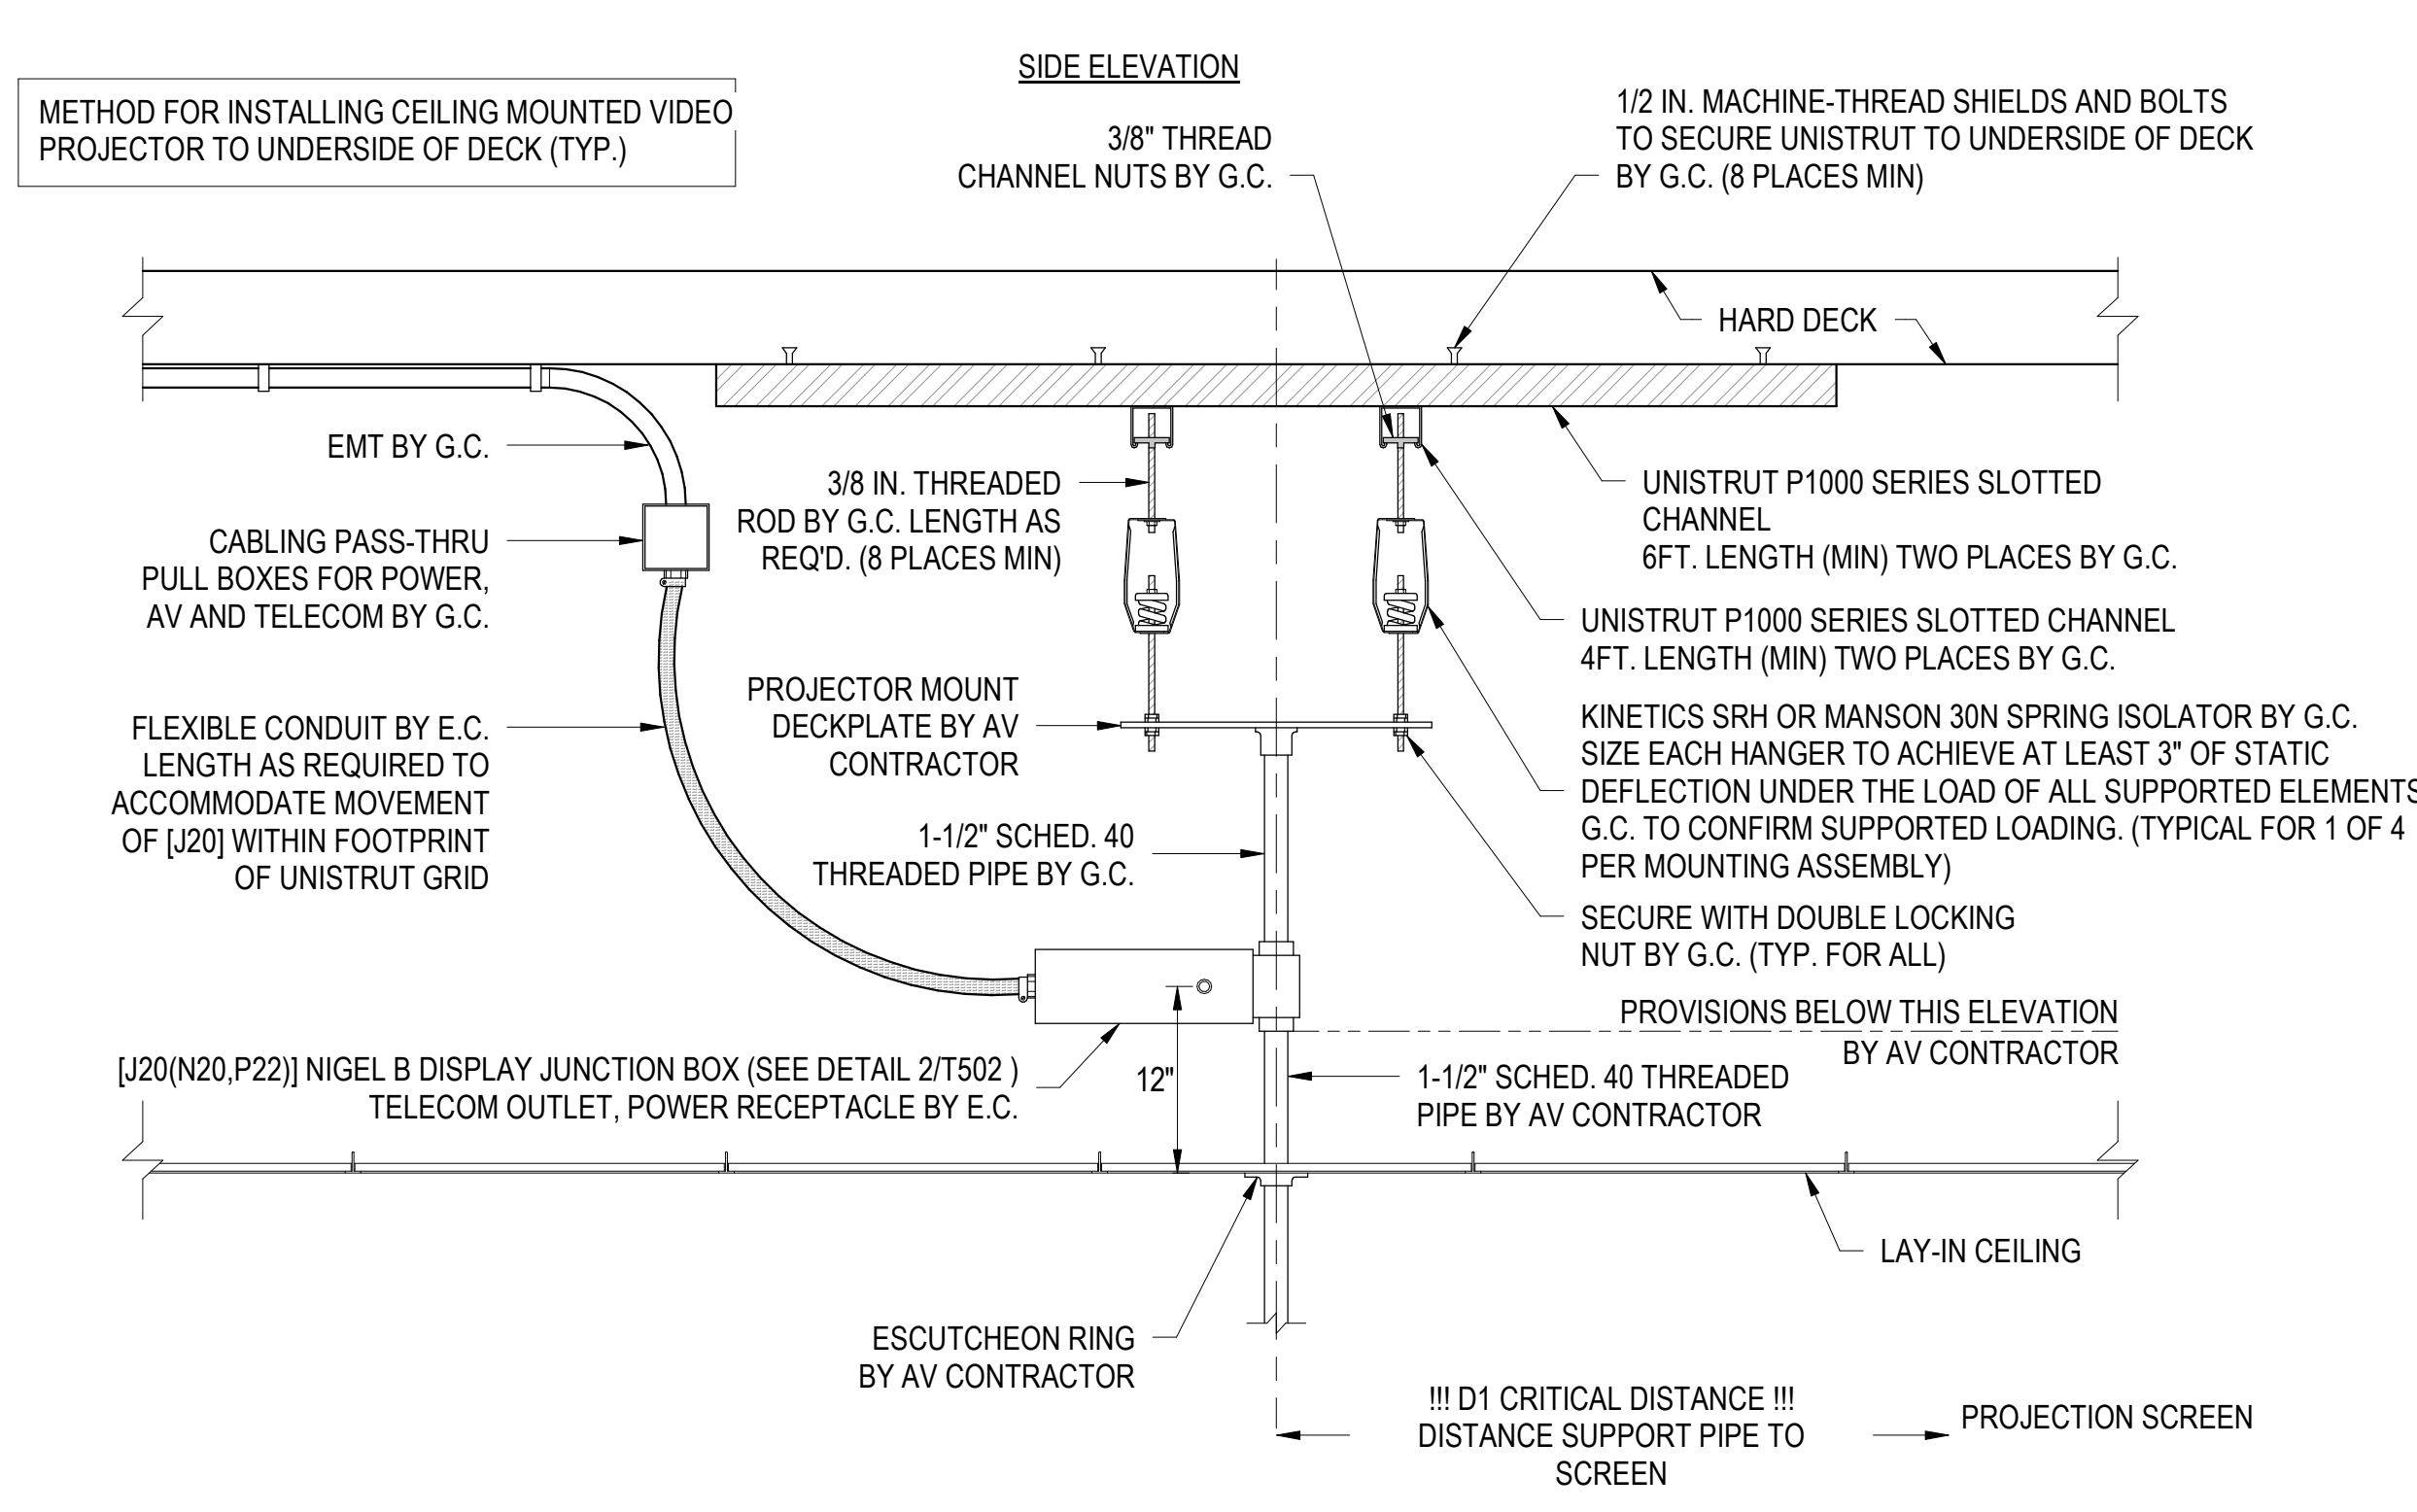 SIDE ELEVATION
METHOD FOR INSTALLING CEILING MOUNTED VIDEO
PROJECTOR TO UNDERSIDE OF DECK (TYP.)
3/8" THREAD
CHANNEL NUTS BY G.C.
1/2 IN. MACHINE-THREAD SHIELDS AND BOLTS
TO SECURE UNISTRUT TO UNDERSIDE OF DECK
BY G.C. (8 PLACES MIN)
HARD DECK
EMT BY G.C.
CABLING PASS-THRU
PULL BOXES FOR POWER,
AV AND TELECOM BY G.C.
FLEXIBLE CONDUIT BY E.C.
LENGTH AS REQUIRED TO
ACCOMMODATE MOVEMENT
OF [J20] WITHIN FOOTPRINT
OF UNISTRUT GRID
3/8 IN. THREADED
ROD BY G.C. LENGTH AS
REQ'D. (8 PLACES MIN)
PROJECTOR MOUNT
DECKPLATE BY AV
CONTRACTOR
1-1/2" SCHED. 40
THREADED PIPE BY G.C.
UNISTRUT P1000 SERIES SLOTTED
CHANNEL
6FT. LENGTH (MIN) TWO PLACES BY G.C.
UNISTRUT P1000 SERIES SLOTTED CHANNEL
4FT. LENGTH (MIN) TWO PLACES BY G.C.
KINETICS SRH OR MANSON 30N SPRING ISOLATOR BY G.C.
SIZE EACH HANGER TO ACHIEVE AT LEAST 3" OF STATIC
DEFLECTION UNDER THE LOAD OF ALL SUPPORTED ELEMENTS
G.C. TO CONFIRM SUPPORTED LOADING. (TYPICAL FOR 1 OF 4
PER MOUNTING ASSEMBLY)
SECURE WITH DOUBLE LOCKING
NUT BY G.C. (TYP. FOR ALL)
PROVISIONS BELOW THIS ELEVATION
BY AV CONTRACTOR
[J20(N20,P22)] NIGEL B DISPLAY JUNCTION BOX (SEE DETAIL 2/T502 )
TELECOM OUTLET, POWER RECEPTACLE BY E.C.
12"
1-1/2" SCHED. 40 THREADED
PIPE BY AV CONTRACTOR
LAY-IN CEILING
ESCUTCHEON RING
BY AV CONTRACTOR
!!! D1 CRITICAL DISTANCE !!!
DISTANCE SUPPORT PIPE TO
SCREEN
PROJECTION SCREEN